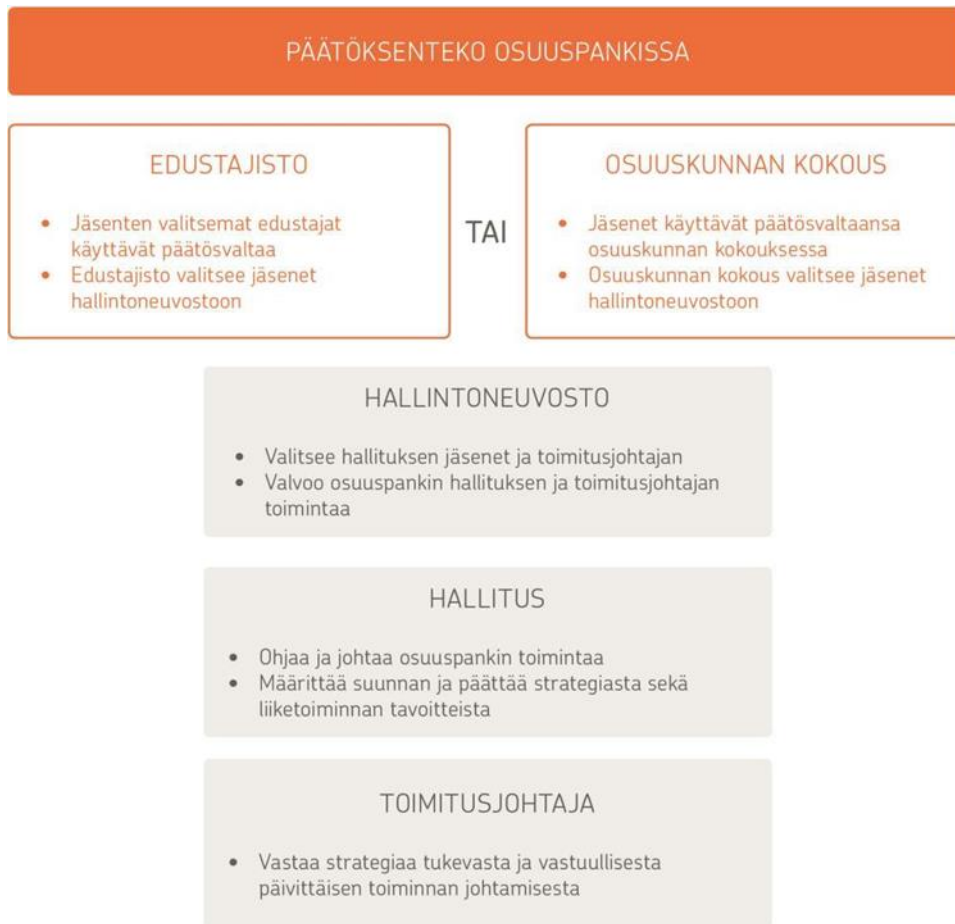 PÄÄTÖKSENTEKO OSUUSPANKISSA
EDUSTAJISTO
• Jäsenten valitsemat edustajat
käyttävät päätösvaltaa
• Edustajisto valitsee jäsenet
hallintoneuvostoon
TAI
OSUUSKUNNAN KOKOUS
• Jäsenet käyttävät päätösvaltaansa
osuuskunnan kokouksessa
• Osuuskunnan kokous valitsee jäsenet
hallintoneuvostoon
HALLINTONEUVOSTO
• Valitsee hallituksen jäsenet ja toimitusjohtajan
• Valvoo osuuspankin hallituksen ja toimitusjohtajan
toimintaa
HALLITUS
• Ohjaa ja johtaa osuuspankin toimintaa
• Määrittää suunnan ja päättää strategiasta sekä
liiketoiminnan tavoitteista
TOIMITUSJOHTAJA
• Vastaa strategiaa tukevasta ja vastuullisesta
päivittäisen toiminnan johtamisesta